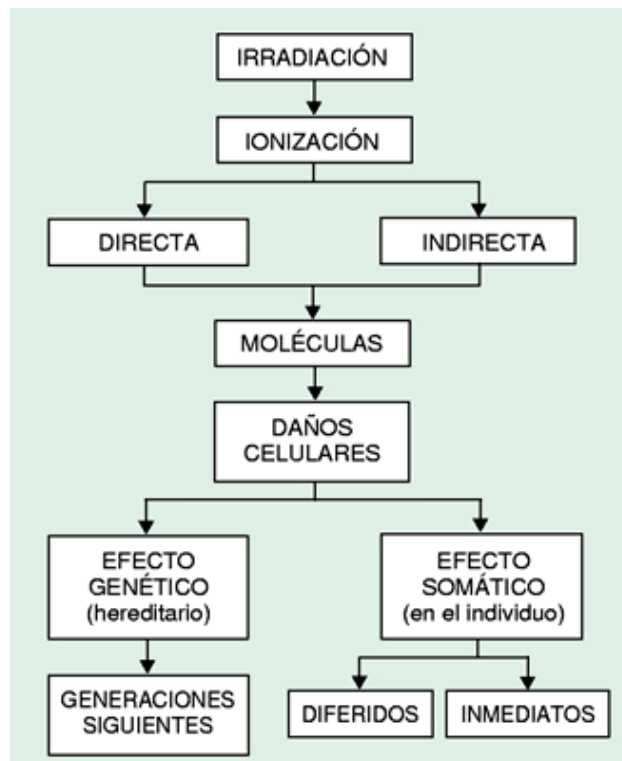 IRRADIACIÓN
IONIZACIÓN
DIRECTA
INDIRECTA
MOLÉCULAS
DAÑOS
CELULARES
EFECTO
GENÉTICO
(hereditario)
EFECTO
SOMÁTICO
(en el individuo)
GENERACIONES
SIGUIENTES
DIFERIDOS
INMEDIATOS